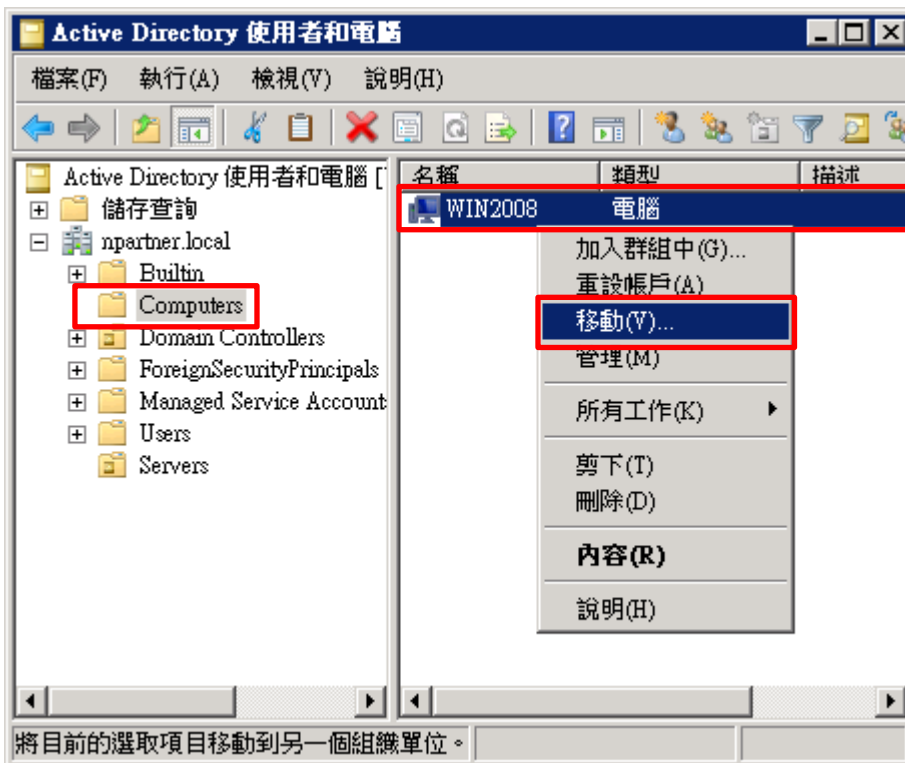 Active Directory 使用者和電腦
檔案(F) 執行(A) 檢視(V) 說明(H)
Active Directory 使用者和電腦 [
儲存查詢
npartner.local
Builtin
Computers
Domain Controllers
ForeignSecurityPrincipals
Managed Service Account
Users
Servers
名稱 類型 描述
WIN2008 電腦
加入群組中(G)...
重設帳戶(A)
移動(V)...
管理(M)
所有工作(K)
剪下(T)
刪除(D)
內容(R)
說明(H)
將目前的選取項目移動到另一個組織單位。